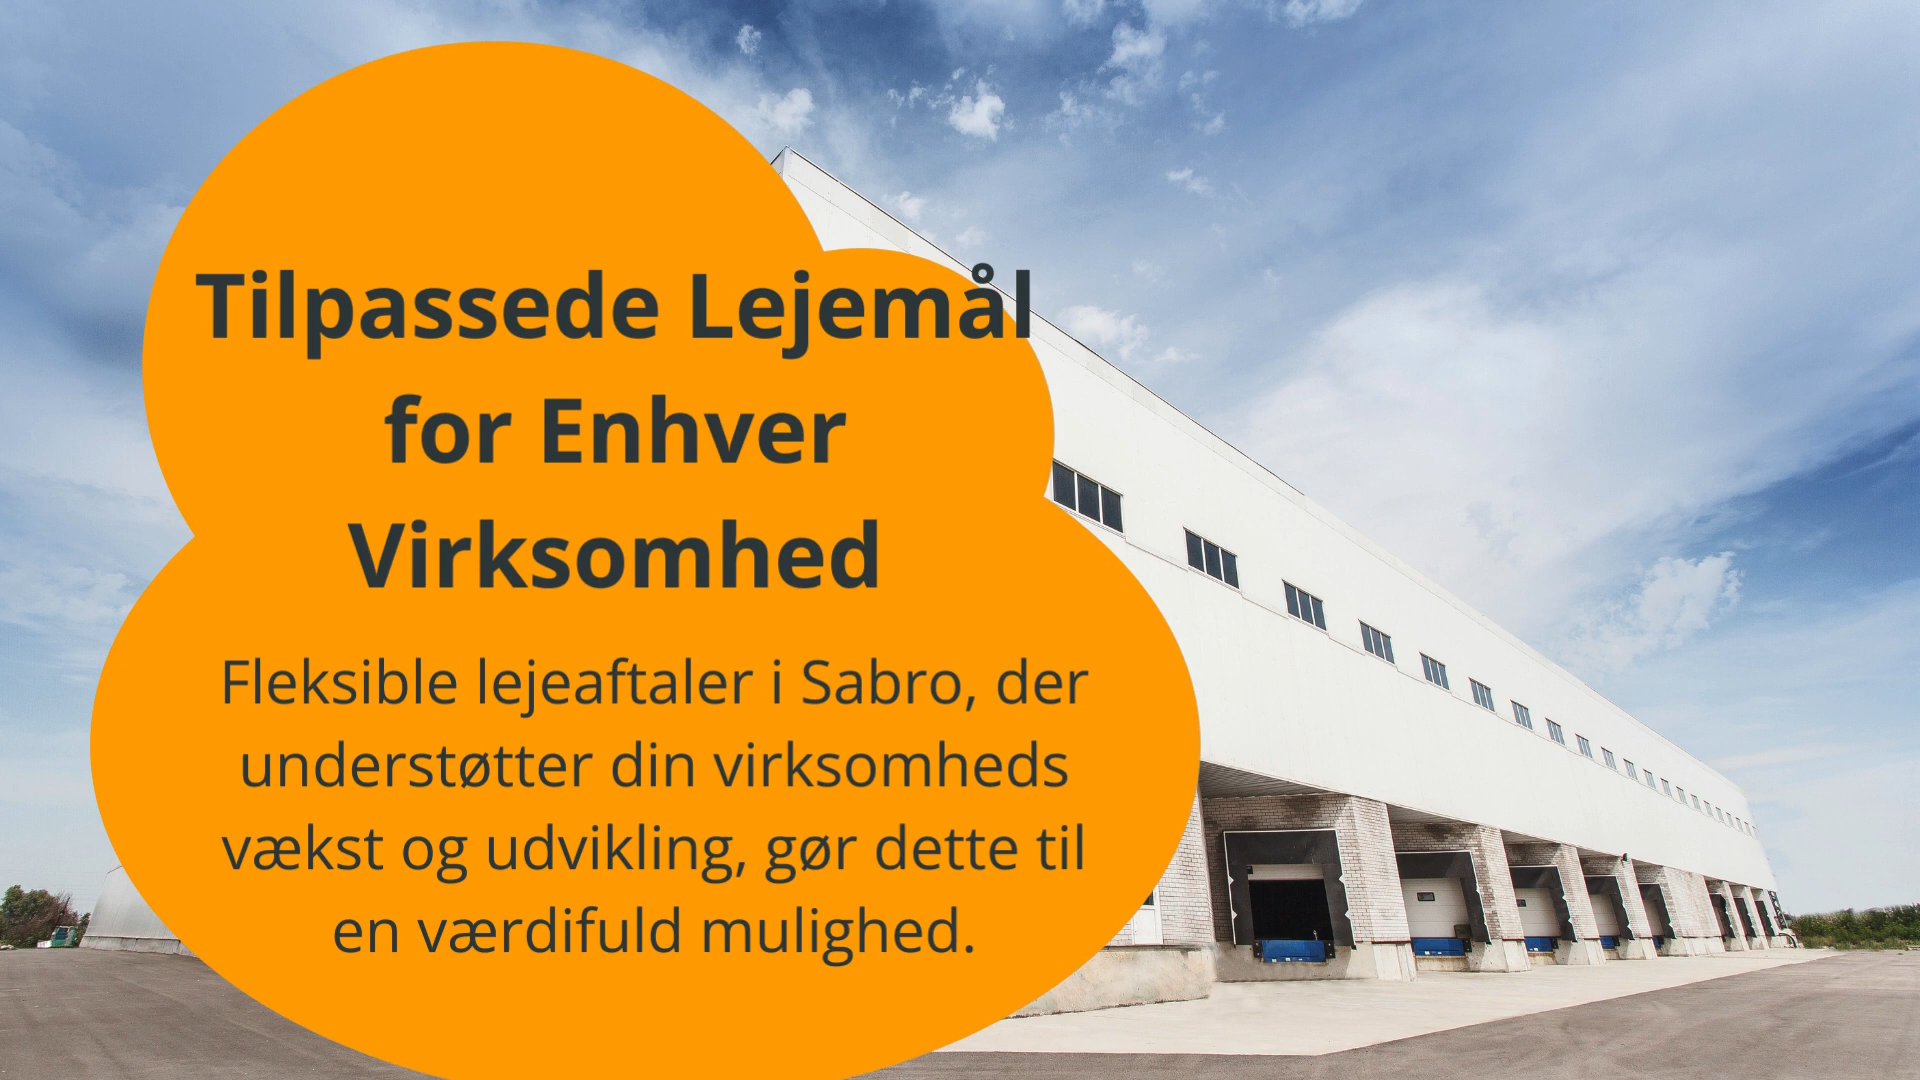 Tilpassede Lejemål
for Enhver
Virksomhed
Fleksible lejeaftaler i Sabro, der
understøtter din virksomheds
vækst og udvikling, gør dette til
en værdifuld mulighed.